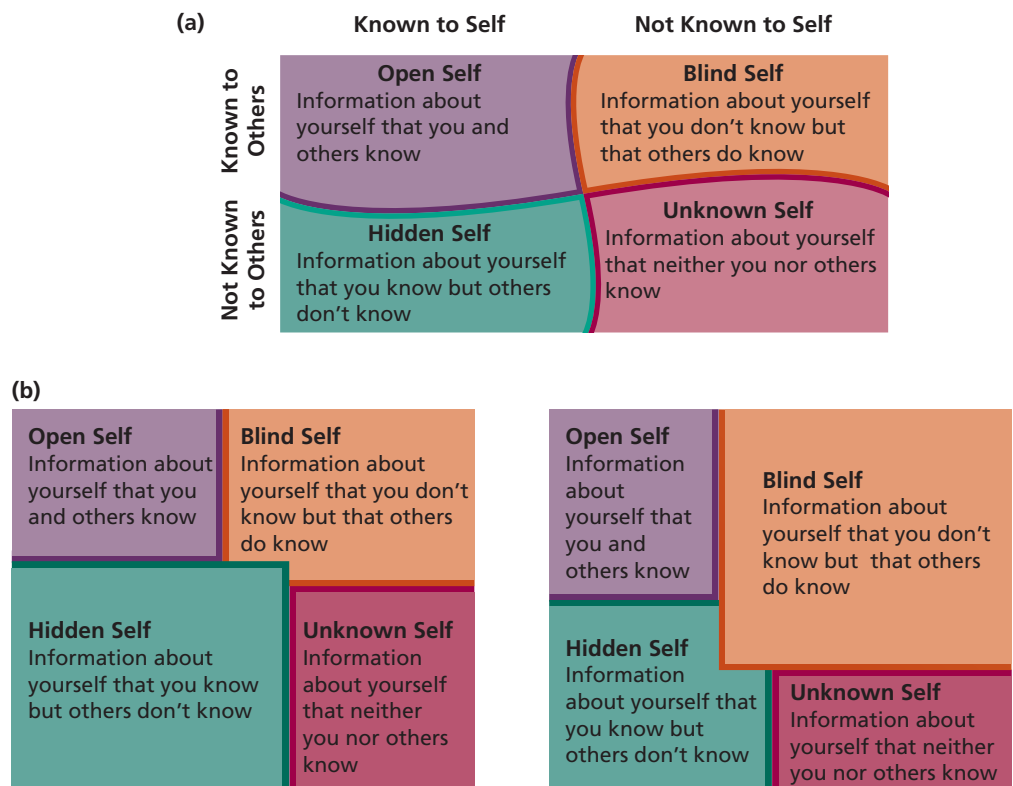 (a)
Known to Self
Not Known to Self
Known to
Others
Open Self
Information about
yourself that you and
others know
Blind Self
Information about yourself
that you don’t know but
that others do know
Not Known
to Others
Hidden Self
Information about yourself
that you know but others
don’t know
Unknown Self
Information about yourself
that neither you nor others
know
(b)
Open Self
Information about
yourself that you
and others know
Blind Self
Information about
yourself that you don’t
know but that others
do know
Hidden Self
Information about
yourself that you know
but others don’t know
Unknown Self
Information
about yourself
that neither
you nor others
know
Open Self
Information
about
yourself that
you and
others know
Blind Self
Information about
yourself that you don’t
know but that others
do know
Hidden Self
Information
about yourself that
you know but
others don’t know
Unknown Self
Information about
yourself that neither
you nor others know